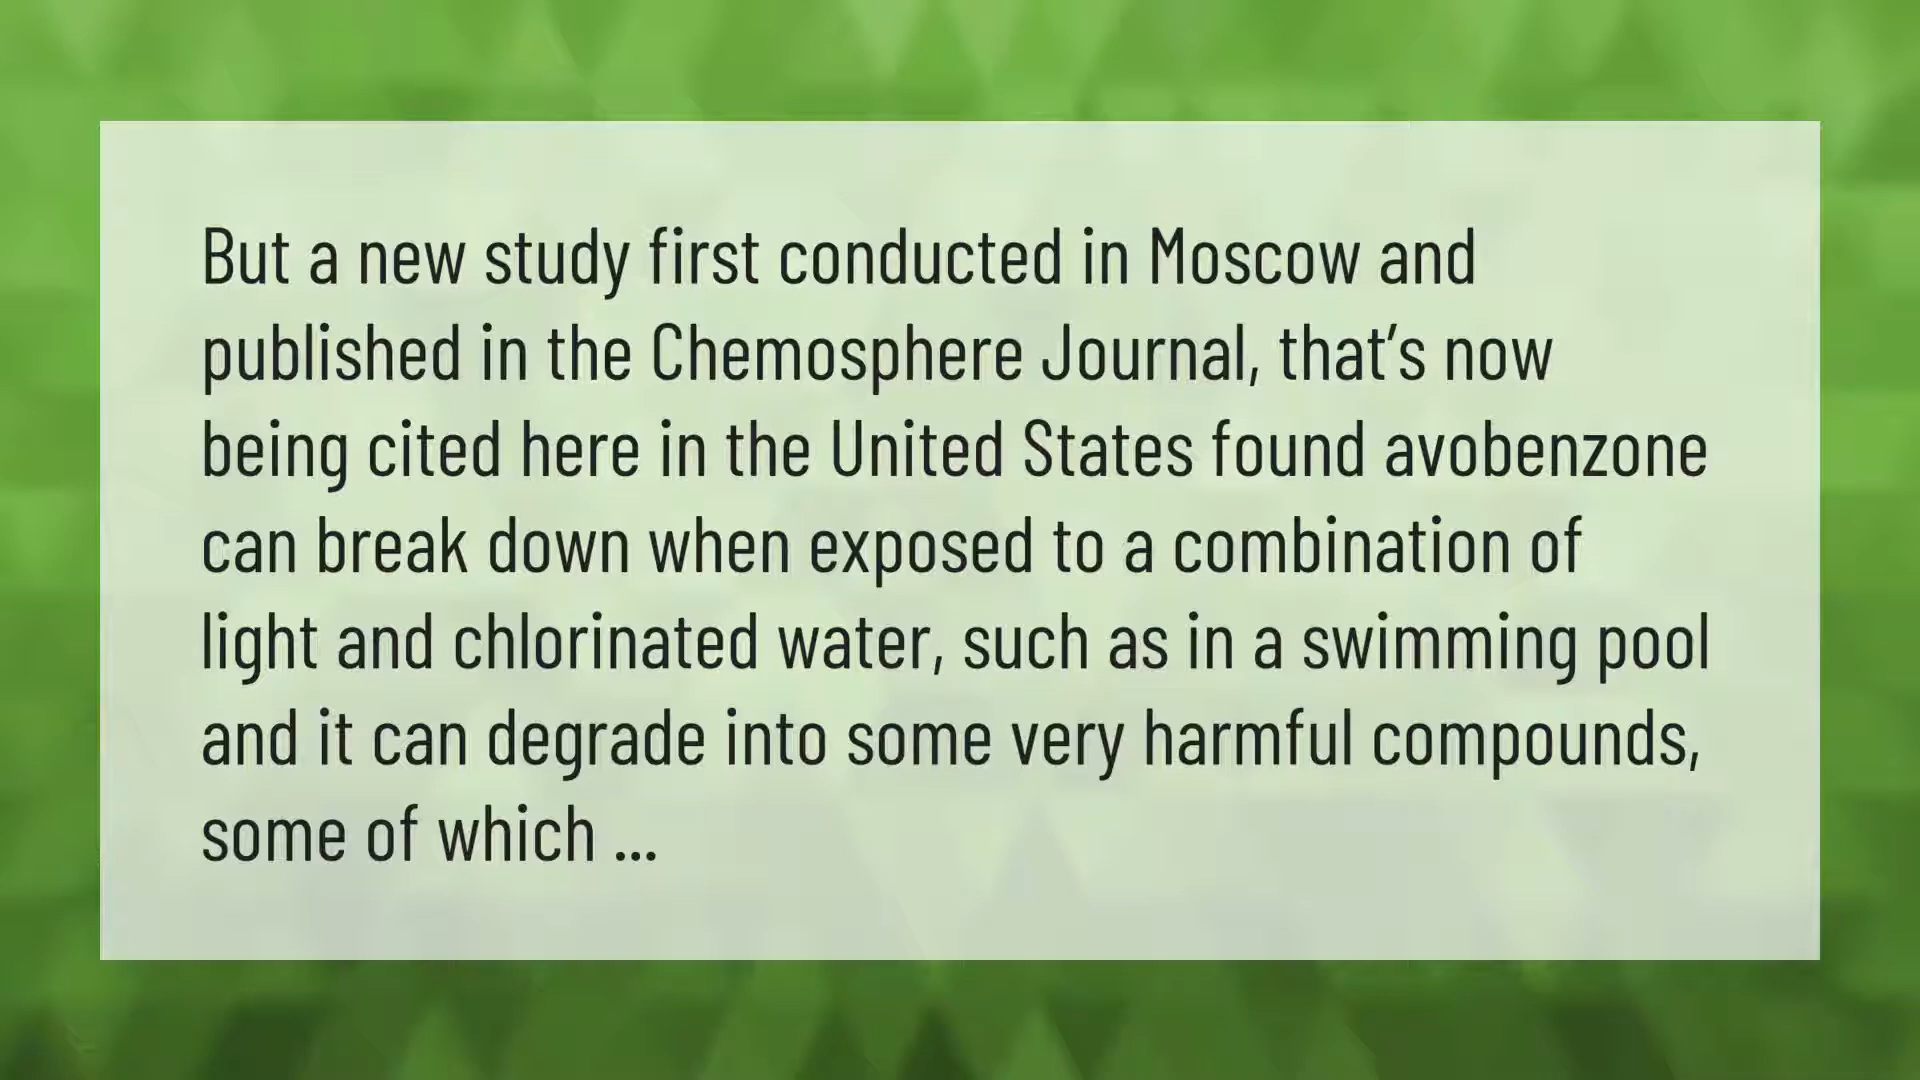 But a new study first conducted in Moscow and
published in the Chemosphere Journal, that’s now
being cited here in the United States found avobenzone
can break down when exposed to a combination of
light and chlorinated water, such as in a swimming pool
and it can degrade into some very harmful compounds,
some of which ...